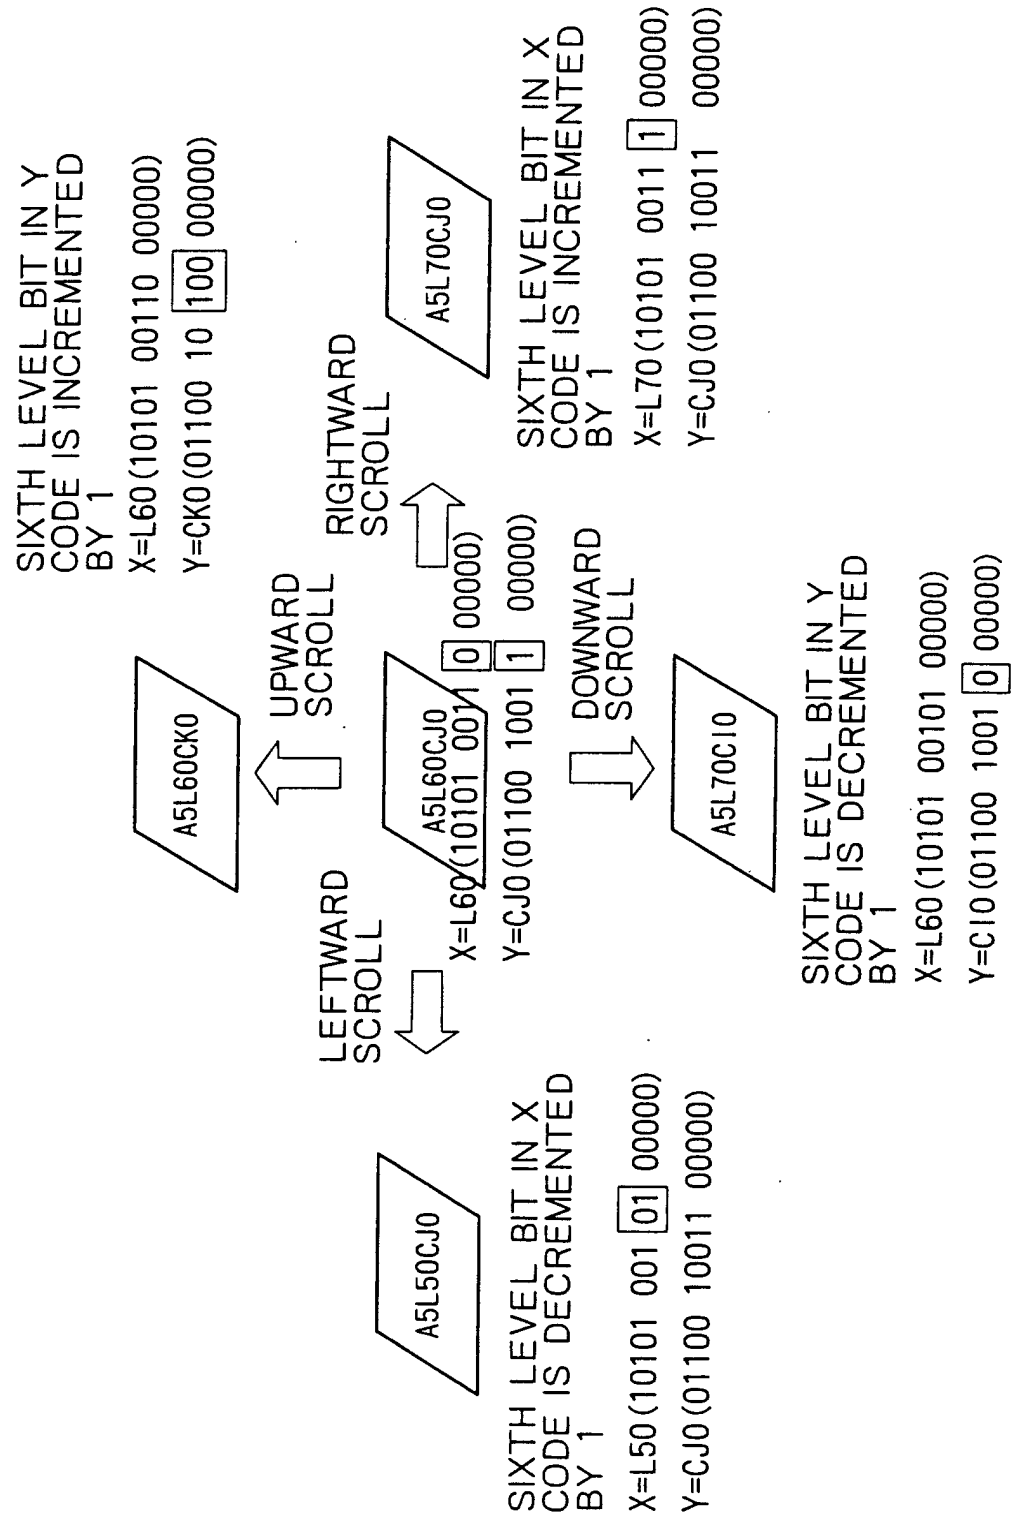 A5L60CK0
SIXTH LEVEL BIT IN Y
CODE IS INCREMENTED
BY 1
X=L60(10101 00110 00000)
Y=CK0(01100 10 100 00000)
UPWARD
SCROLL
LEFTWARD
SCROLL
RIGHTWARD
SCROLL
A5L50CJ0
SIXTH LEVEL BIT IN X
CODE IS DECREMENTED
BY 1
X=L50(10101 001 01 00000)
Y=CJ0(01100 10011 00000)
A5L60CJ0
X=L60(10101 0011 0 00000)
Y=CJ0(01100 1001 1 00000)
A5L70CJ0
SIXTH LEVEL BIT IN X
CODE IS INCREMENTED
BY 1
X=L70(10101 0011 1 00000)
Y=CJ0(01100 10011 00000)
DOWNWARD
SCROLL
A5L70CI0
SIXTH LEVEL BIT IN Y
CODE IS DECREMENTED
BY 1
X=L60(10101 00101 00000)
Y=CI0(01100 1001 0 00000)